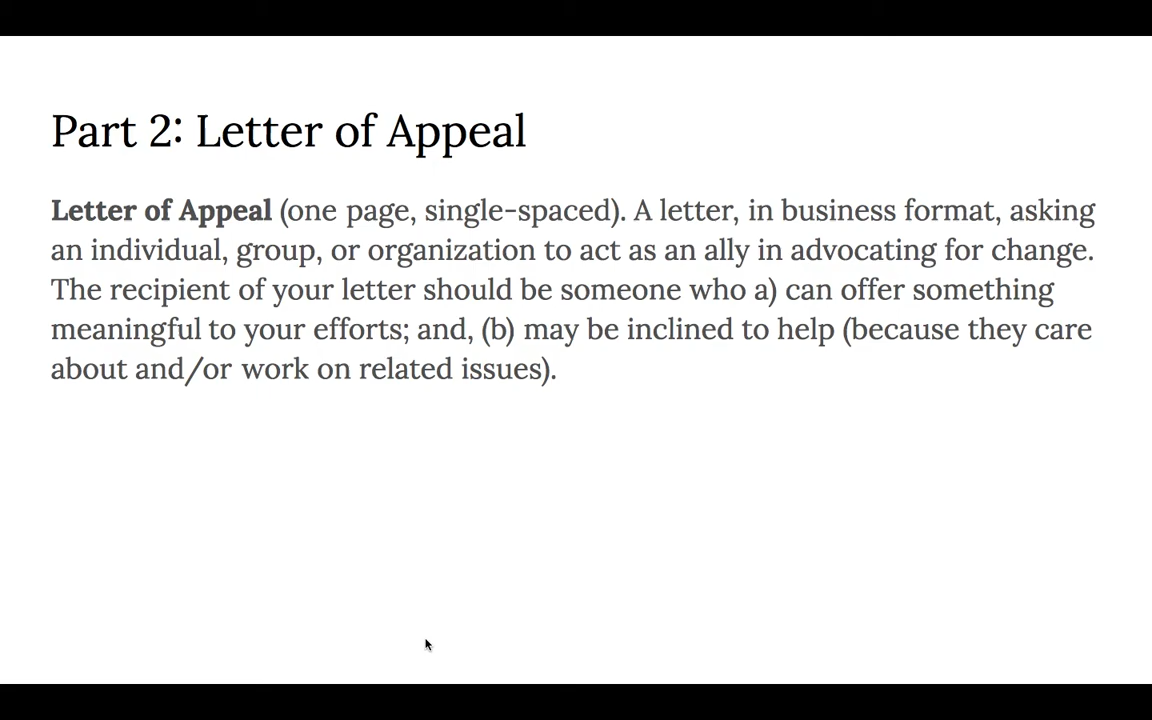 Part 2: Letter of Appeal
Letter of Appeal (one page, single-spaced). A letter, in business format, asking
an individual, group, or organization to act as an ally in advocating for change.
The recipient of your letter should be someone who a) can offer something
meaningful to your efforts; and, (b) may be inclined to help (because they care
about and/or work on related issues).